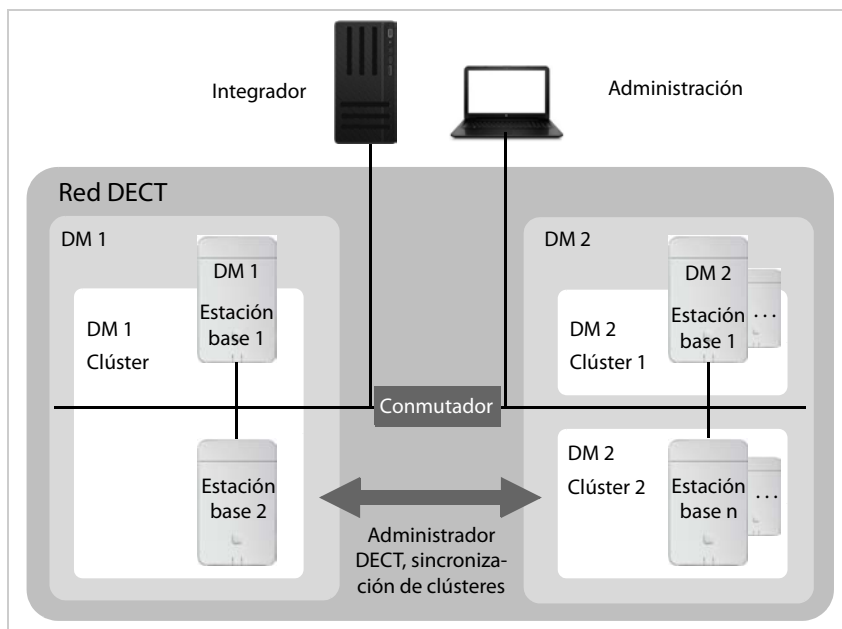 Integrador
Administración
Red DECT
DM 1
DM 1
Estación
base 1
DM 1
Clúster
Estación
base 2
Conmutador
Administrador
DECT, sincroniza-
ción de clústeres
DM 2
DM 2
Estación
base 1
...
DM 2
Clúster 1
DM 2
Clúster 2
Estación
base n
...